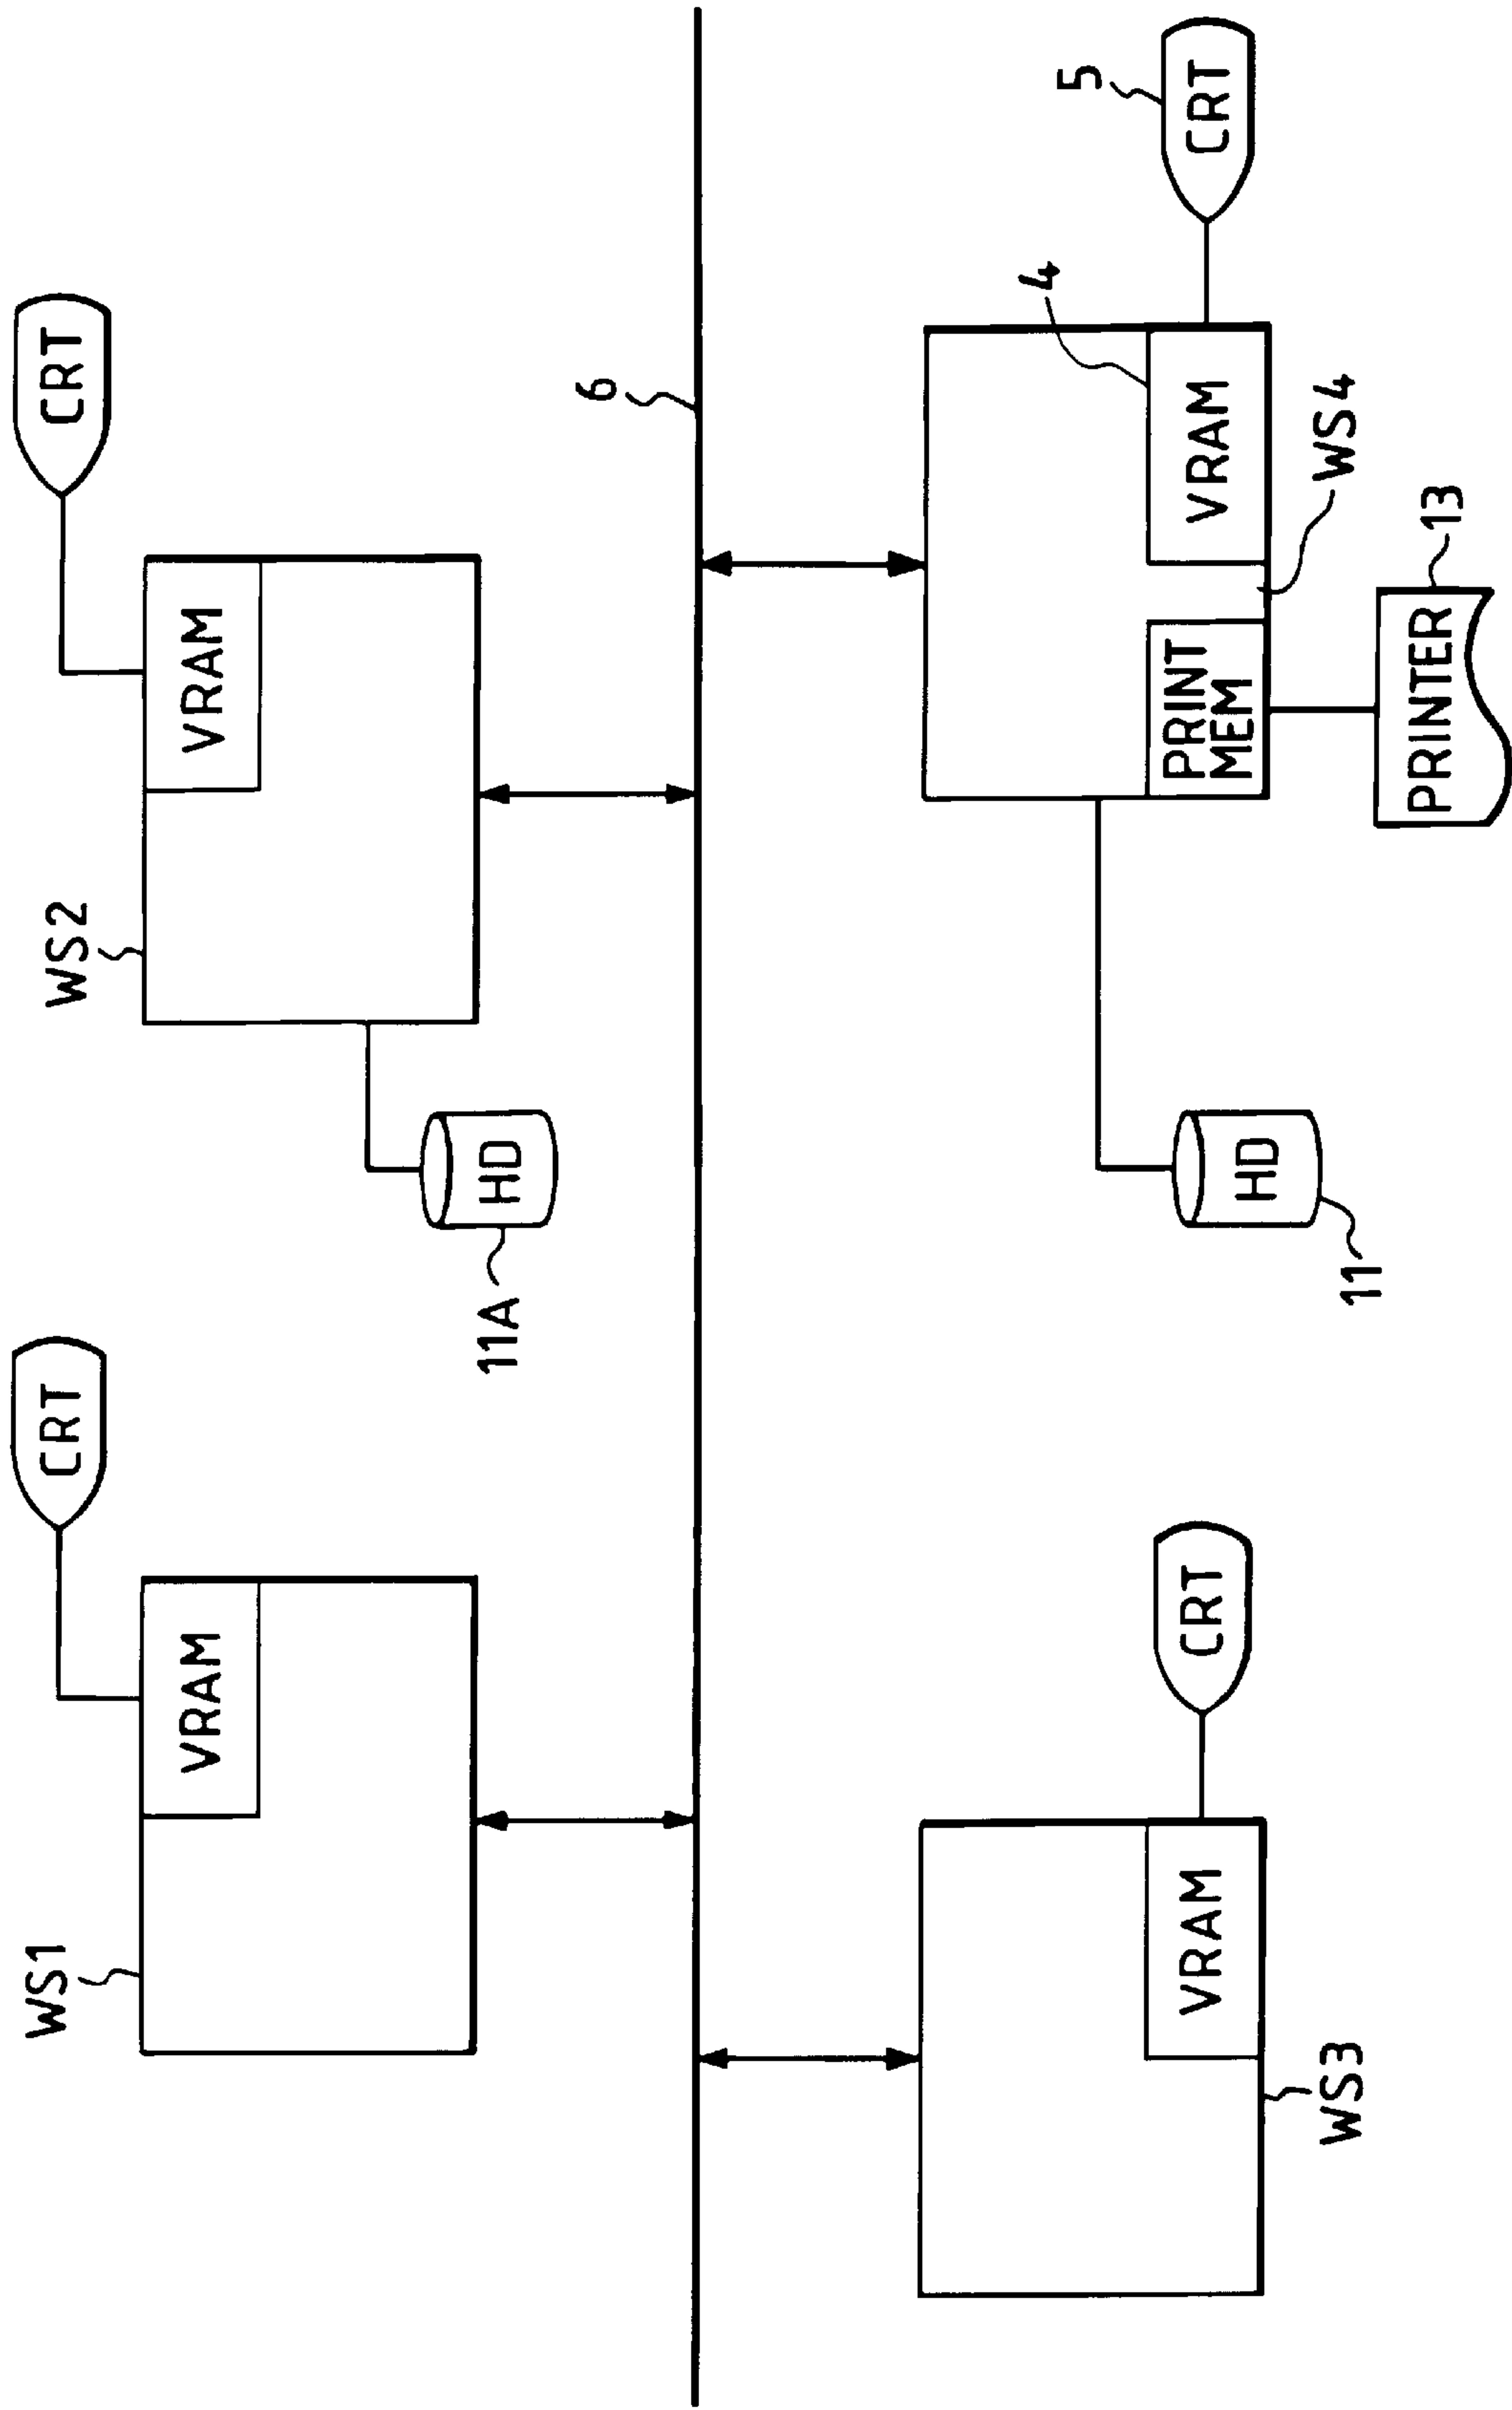 WS1
VRAM
CRT
WS2
VRAM
CRT
11A
HD
6
WS3
VRAM
CRT
11
HD
PRINT
MEM
VRAM
4
CRT
5
WS4
PRINTER
13